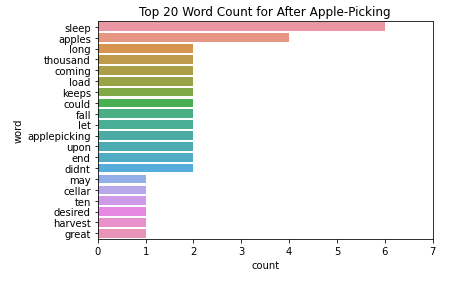 Top 20 Word Count for After Apple-Picking
sleep
apples
long
thousand
coming
load
keeps
could
fall
let
applepicking
upon
end
didnt
may
cellar
ten
desired
harvest
great
word
0 1 2 3 4 5 6 7
count